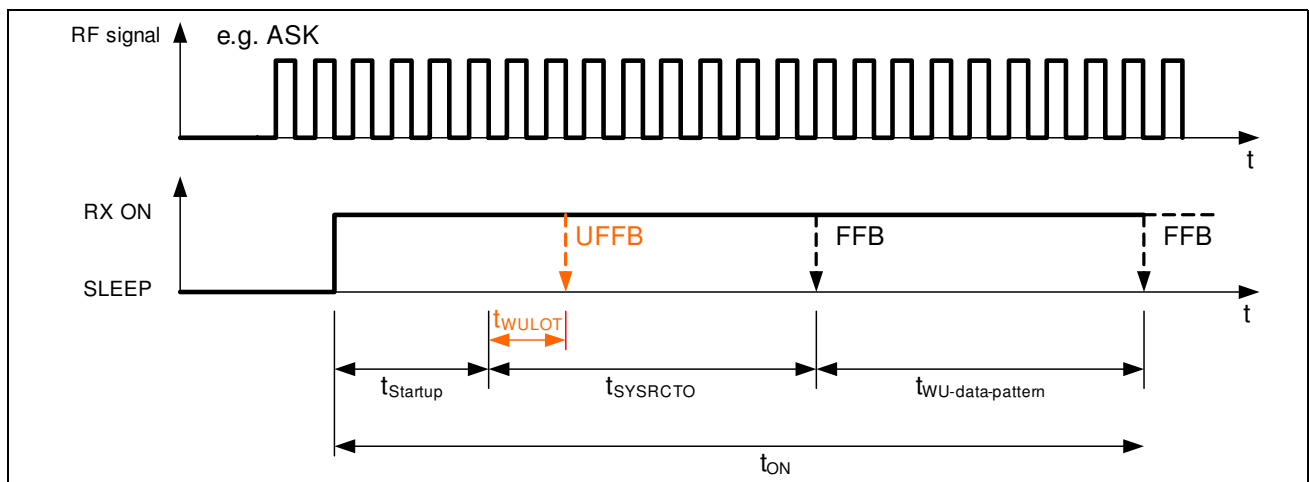 RF signal e.g. ASK
t
RX ON
UFFB FFB FFB
SLEEP
t
tWULOT
tStartup tSYSRCTO tWU-data-pattern
tON